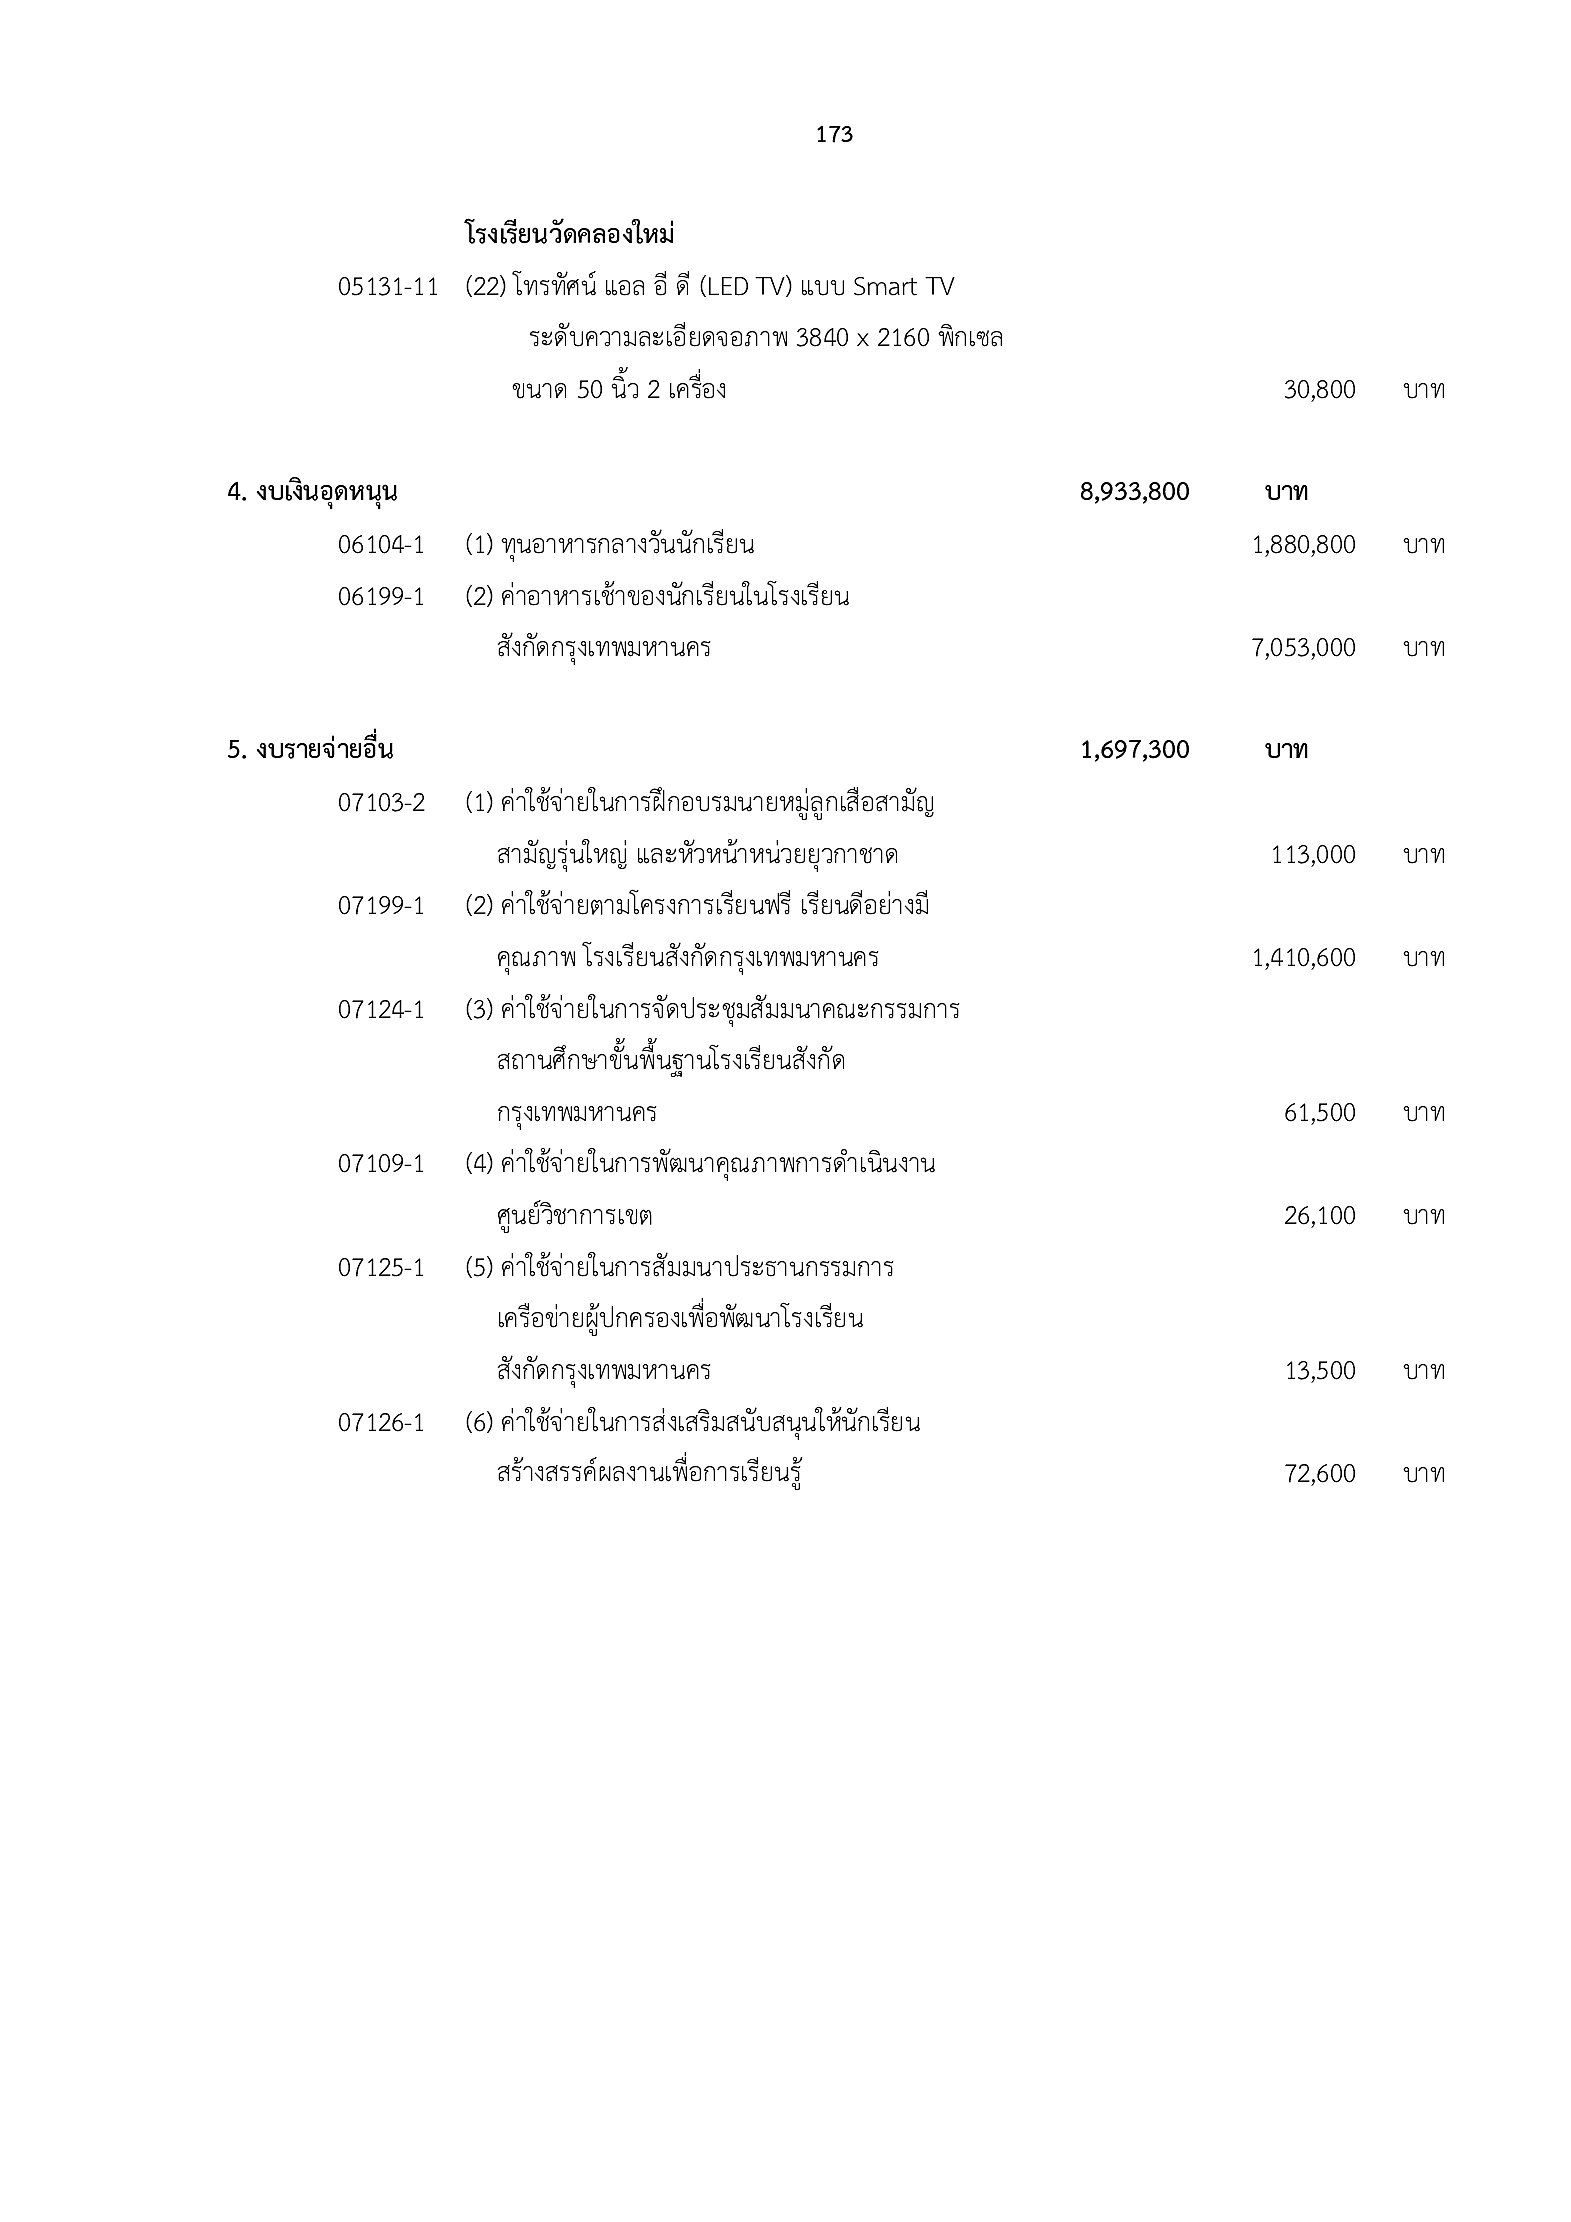 173
โรงเรียนวัดคลองใหม่
05131-11 (22) โทรทัศน์ แอล อี ดี (LED TV) แบบ Smart TV
ระดับความละเอียดจอภาพ 3840 x 2160 พิกเซล
ขนาด 50 นิ้ว 2 เครื่อง 30,800 บาท
4. งบเงินอุดหนุน 8,933,800 บาท
06104-1 (1) ทุนอาหารกลางวันนักเรียน 1,880,800 บาท
06199-1 (2) ค่าอาหารเช้าของนักเรียนในโรงเรียน
สังกัดกรุงเทพมหานคร 7,053,000 บาท
5. งบรายจ่ายอื่น 1,697,300 บาท
07103-2 (1) ค่าใช้จ่ายในการฝึกอบรมนายหมู่ลูกเสือสามัญ
สามัญรุ่นใหญ่ และหัวหน้าหน่วยยุวกาชาด 113,000 บาท
07199-1 (2) ค่าใช้จ่ายตามโครงการเรียนฟรี เรียนดีอย่างมี
คุณภาพ โรงเรียนสังกัดกรุงเทพมหานคร 1,410,600 บาท
07124-1 (3) ค่าใช้จ่ายในการจัดประชุมสัมมนาคณะกรรมการ
สถานศึกษาขั้นพื้นฐานโรงเรียนสังกัด
กรุงเทพมหานคร 61,500 บาท
07109-1 (4) ค่าใช้จ่ายในการพัฒนาคุณภาพการดำเนินงาน
ศูนย์วิชาการเขต 26,100 บาท
07125-1 (5) ค่าใช้จ่ายในการสัมมนาประธานกรรมการ
เครือข่ายผู้ปกครองเพื่อพัฒนาโรงเรียน
สังกัดกรุงเทพมหานคร 13,500 บาท
07126-1 (6) ค่าใช้จ่ายในการส่งเสริมสนับสนุนให้นักเรียน
สร้างสรรค์ผลงานเพื่อการเรียนรู้ 72,600 บาท